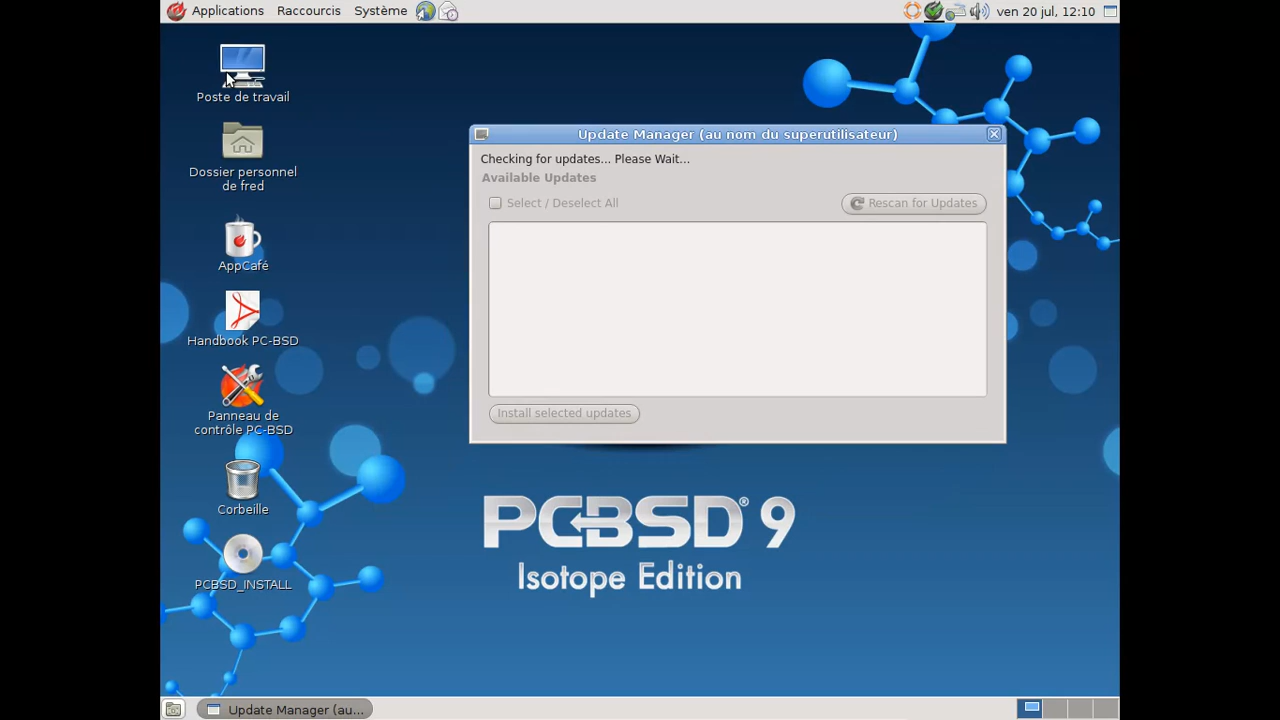 Applications Raccourcis Système ven 20 jul, 12:10
Poste de travail
Dossier personnel
de fred
AppCafé
Handbook PC-BSD
Panneau de
contrôle PC-BSD
Corbeille
PCBSD_INSTALL
Update Manager (au nom du superutilisateur)
Checking for updates... Please Wait...
Available Updates
Select / Deselect All
Rescan for Updates
Install selected updates
PCBSD® 9
Isotope Edition
Update Manager (au...